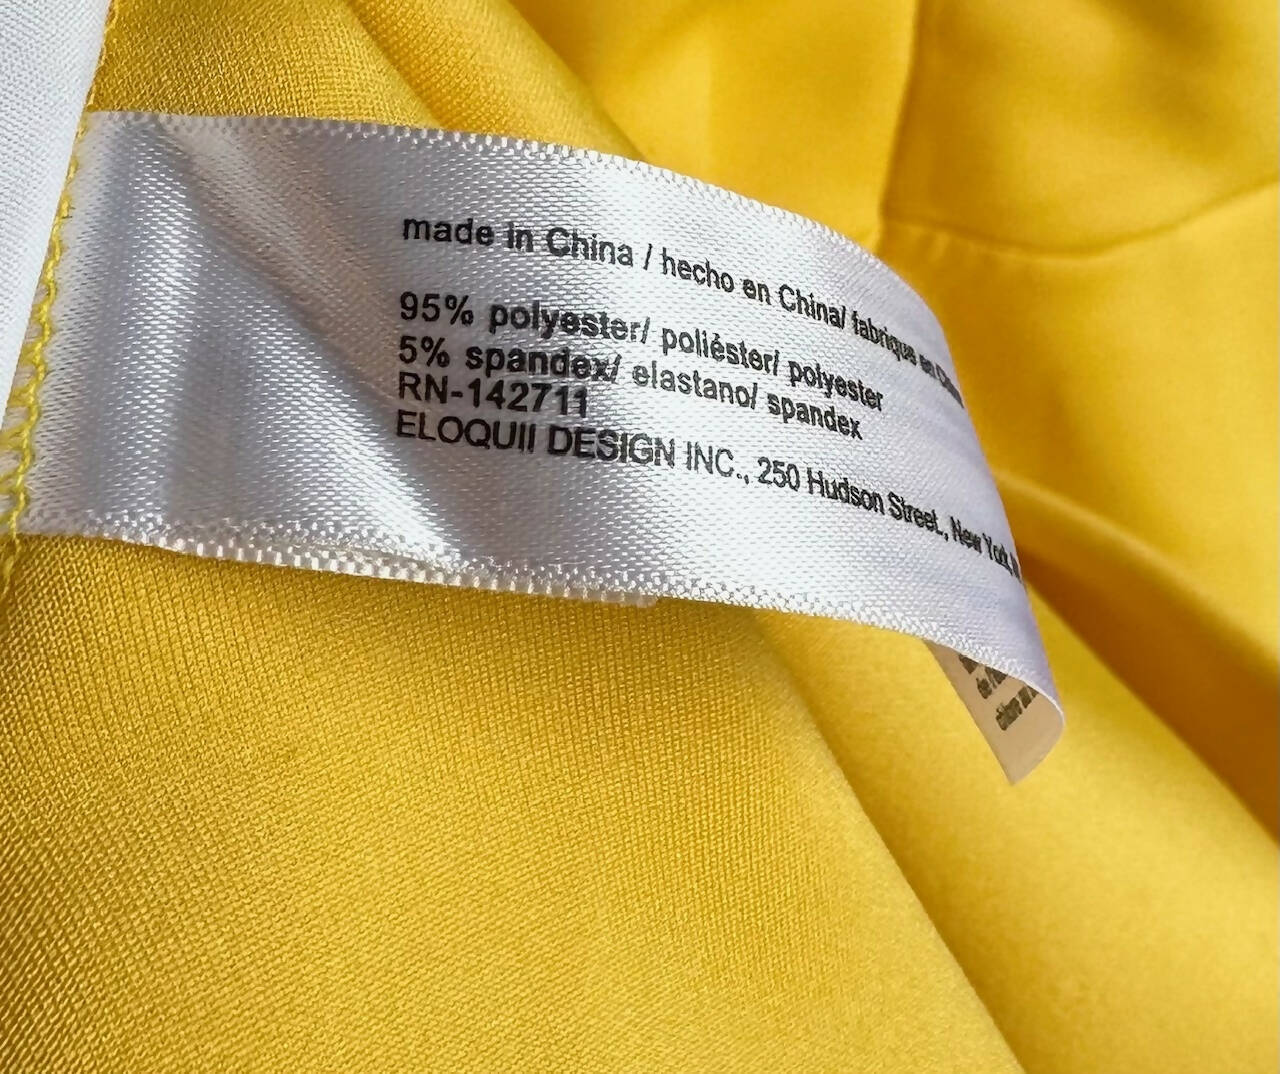 made in China / hecho en China/ fabrique en China
95% polyester/ poliéster/ polyester
5% spandex/ elastano/ spandex
RN-142711
ELOQUII DESIGN INC., 250 Hudson Street., New York,